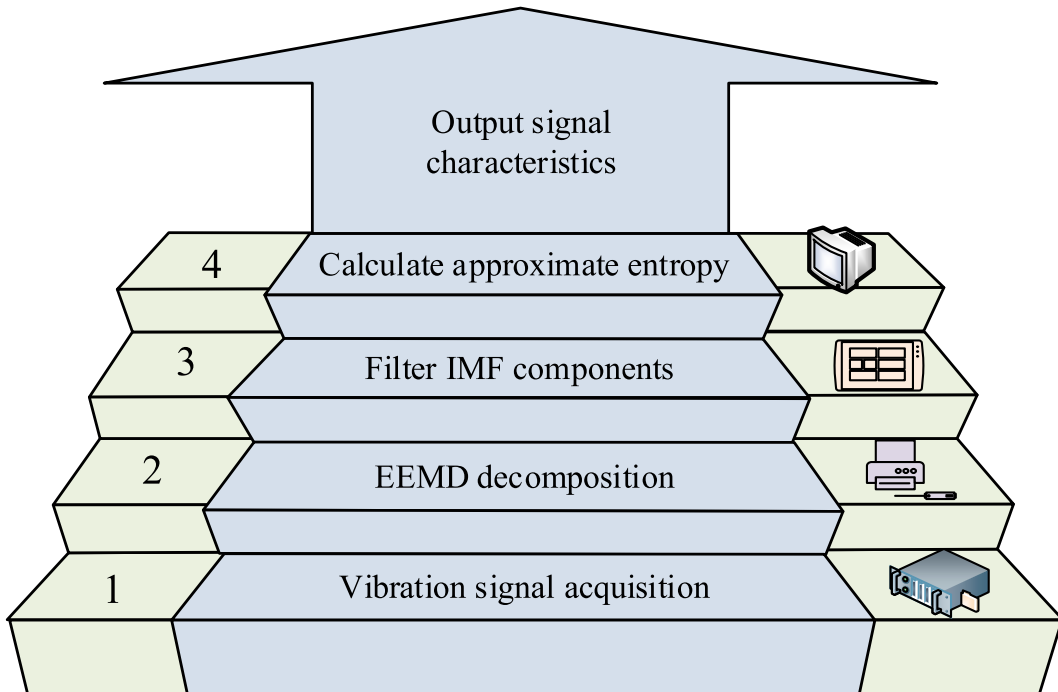 Output signal
characteristics
4 Calculate approximate entropy
3 Filter IMF components
2 EEMD decomposition
1 Vibration signal acquisition